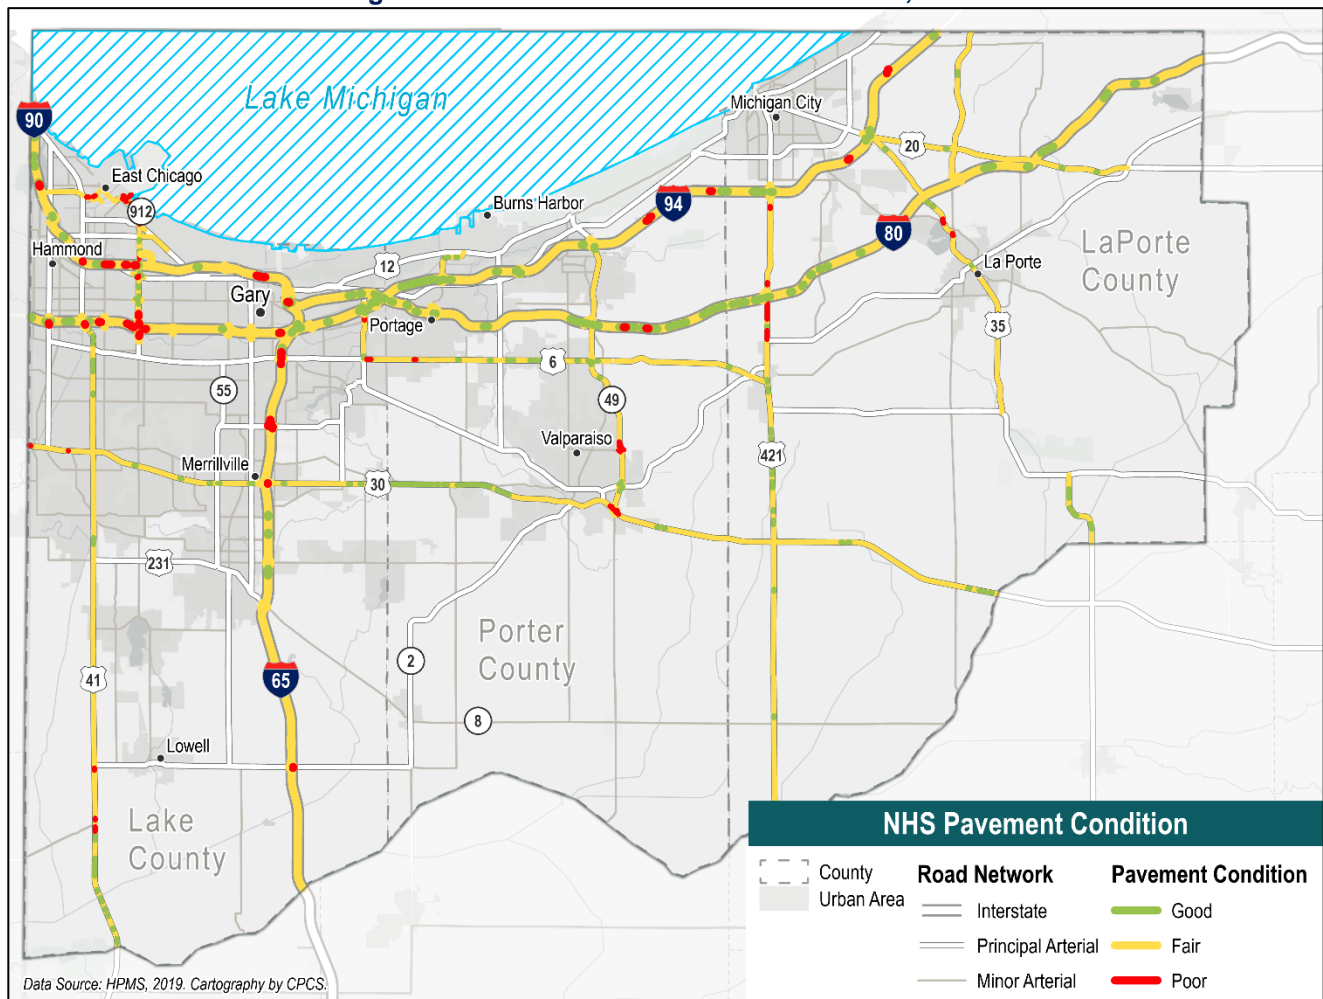 Lake Michigan
90
East Chicago
912
Hammond
Gary
12
Portage
Burns Harbor
94
Michigan City
20
80
La Porte
LaPorte
County
35
6
55
49
Valparaiso
421
Merrillville
30
231
Porter
County
2
41
65
8
Lowell
Lake
County
NHS Pavement Condition
County
Urban Area
Road Network
Interstate
Principal Arterial
Minor Arterial
Pavement Condition
Good
Fair
Poor
Data Source: HPMS, 2019. Cartography by CPCS.